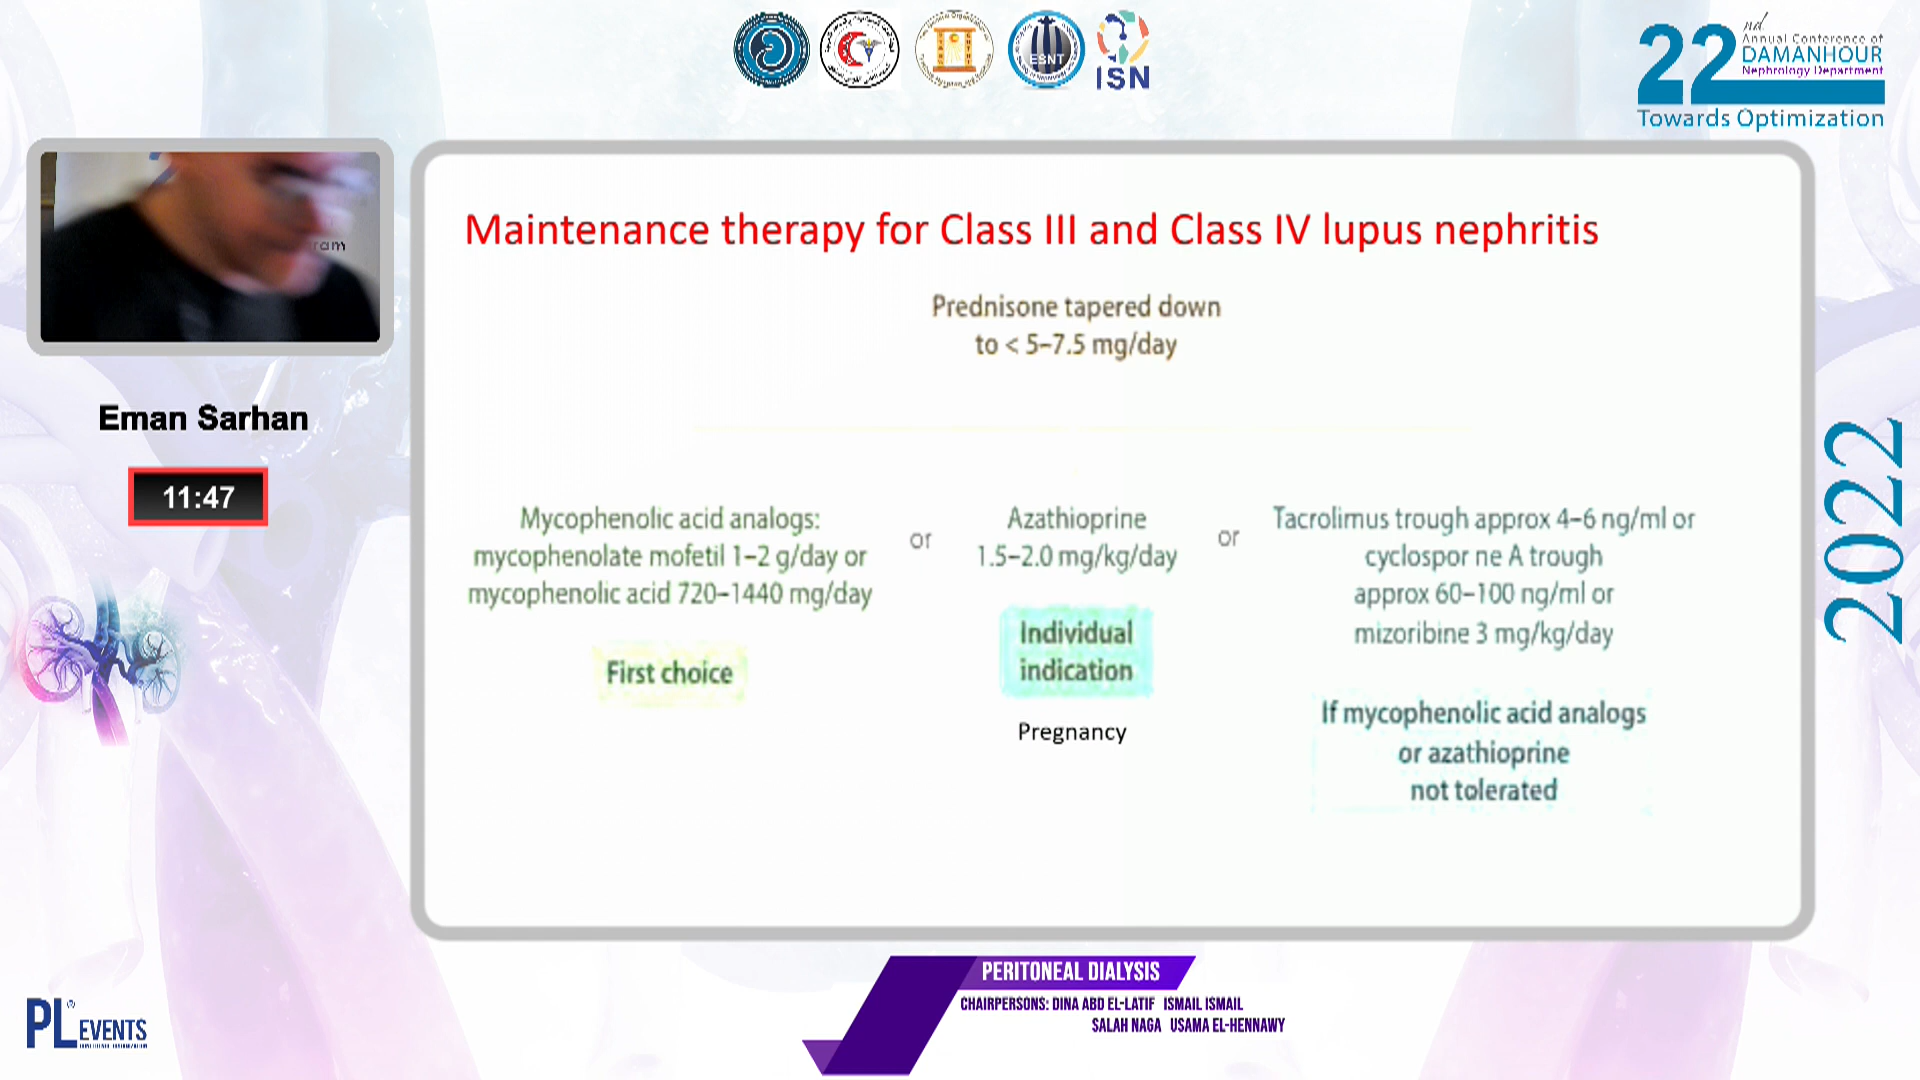 ESNT
ISN
22
nd
Annual Conference of
DAMANHOUR
Nephrology Department
Towards Optimization
ram
Eman Sarhan
11:47
Maintenance therapy for Class III and Class IV lupus nephritis
Prednisone tapered down
to < 5–7.5 mg/day
Mycophenolic acid analogs:
mycophenolate mofetil 1–2 g/day or
mycophenolic acid 720–1440 mg/day
First choice
or
Azathioprine
1.5–2.0 mg/kg/day
Individual
indication
Pregnancy
or
Tacrolimus trough approx 4–6 ng/ml or
cyclospor ne A trough
approx 60–100 ng/ml or
mizoribine 3 mg/kg/day
If mycophenolic acid analogs
or azathioprine
not tolerated
2022
PERITONEAL DIALYSIS
CHAIRPERSONS: DINA ABD EL-LATIF ISMAIL ISMAIL
SALAH NAGA USAMA EL-HENNAWY
PL® EVENTS